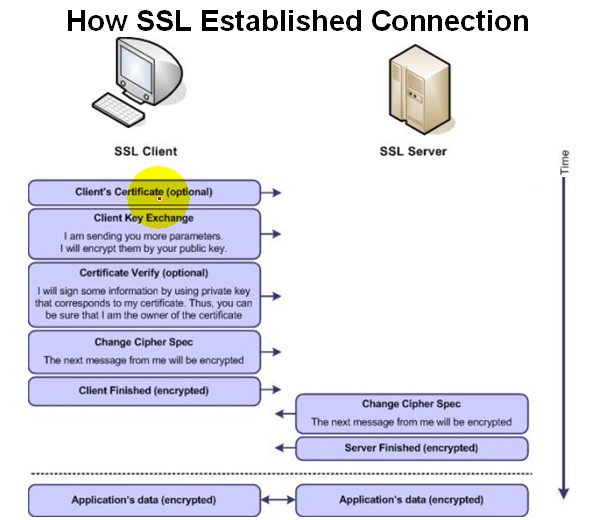 How SSL Established Connection
SSL Client
SSL Server
Time
Client's Certificate (optional)
Client Key Exchange
I am sending you more parameters.
I will encrypt them by your public key.
Certificate Verify (optional)
I will sign some information by using private key
that corresponds to my certificate. Thus, you can
be sure that I am the owner of the certificate
Change Cipher Spec
The next message from me will be encrypted
Client Finished (encrypted)
Change Cipher Spec
The next message from me will be encrypted
Server Finished (encrypted)
Application's data (encrypted)
Application's data (encrypted)